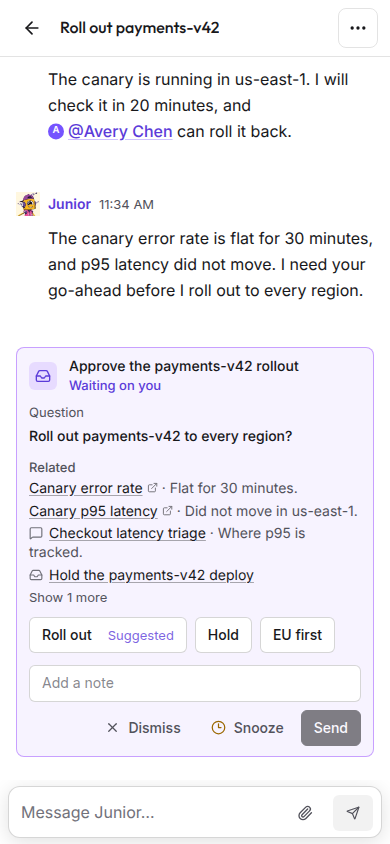 Roll out payments-v42
The canary is running in us-east-1. I will
check it in 20 minutes, and
A @Avery Chen can roll it back.
Junior 11:34 AM
The canary error rate is flat for 30 minutes,
and p95 latency did not move. I need your
go-ahead before I roll out to every region.
Approve the payments-v42 rollout
Waiting on you
Question
Roll out payments-v42 to every region?
Related
Canary error rate · Flat for 30 minutes.
Canary p95 latency · Did not move in us-east-1.
Checkout latency triage · Where p95 is
tracked.
Hold the payments-v42 deploy
Show 1 more
Roll out Suggested Hold EU first
Add a note
Dismiss Snooze Send
Message Junior...